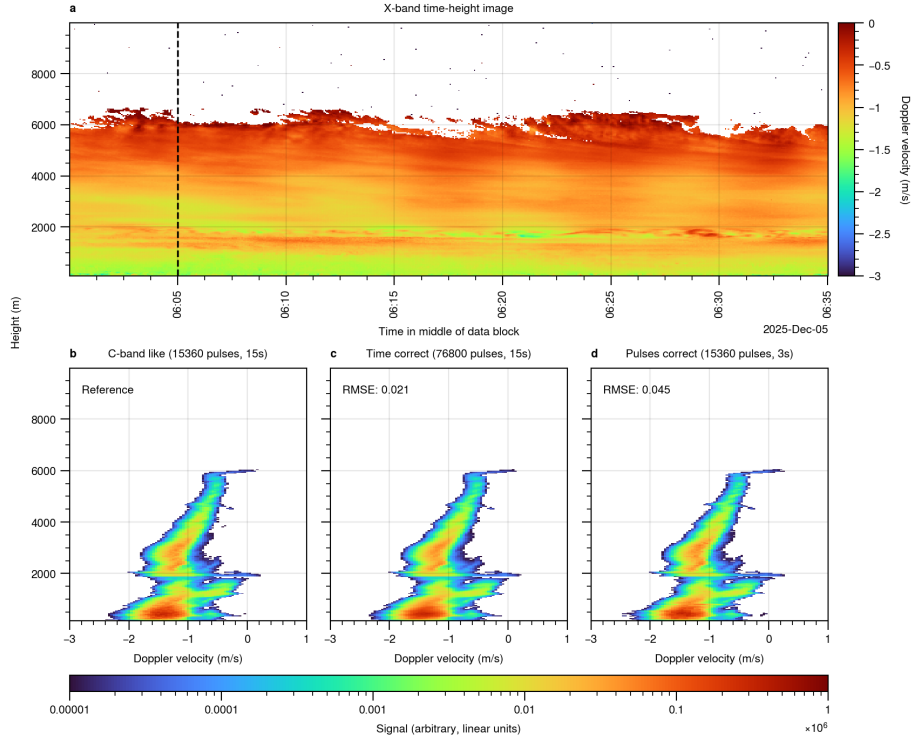 a
X-band time-height image
8000
6000
4000
2000
06:05
06:10
06:15
06:20
06:25
06:30
06:35
Time in middle of data block
2025-Dec-05
0
−0.5
−1
−1.5
−2
−2.5
−3
Doppler velocity (m/s)
Height (m)
b C-band like (15360 pulses, 15s)
Reference
8000
6000
4000
2000
−3 −2 −1 0 1
Doppler velocity (m/s)
c Time correct (76800 pulses, 15s)
RMSE: 0.021
−3 −2 −1 0 1
Doppler velocity (m/s)
d Pulses correct (15360 pulses, 3s)
RMSE: 0.045
−3 −2 −1 0 1
Doppler velocity (m/s)
0.00001 0.0001 0.001 0.01 0.1 1
Signal (arbitrary, linear units)
×10⁶